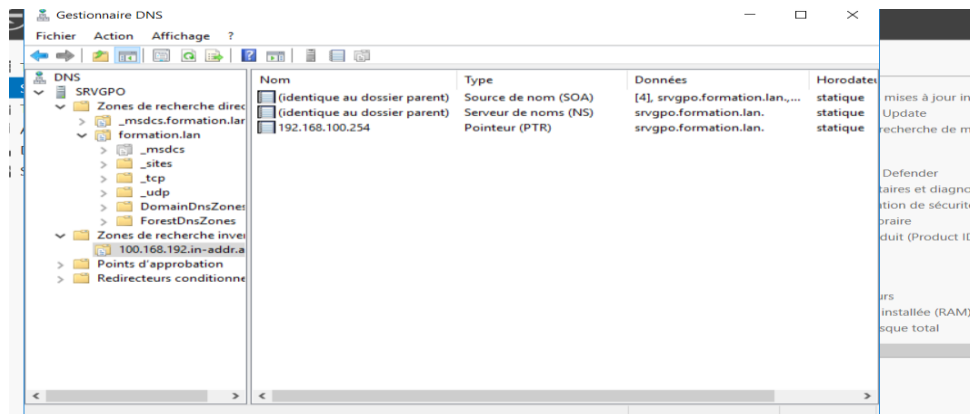 Gestionnaire DNS
Fichier Action Affichage ?
DNS
SRVGPO
Zones de recherche direc
_msdcs.formation.lar
formation.lan
_msdcs
_sites
_tcp
_udp
DomainDnsZones
ForestDnsZones
Zones de recherche inver
100.168.192.in-addr.a
Points d'approbation
Redirecteurs conditionne
Nom Type Données Horodateu
(identique au dossier parent) Source de nom (SOA) [4], srvgpo.formation.lan.,... statique
(identique au dossier parent) Serveur de noms (NS) srvgpo.formation.lan. statique
192.168.100.254 Pointeur (PTR) srvgpo.formation.lan. statique
mises à jour in
Update
recherche de m
Defender
taires et diagno
tion de sécurité
oraire
duit (Product ID
urs
installée (RAM)
sque total